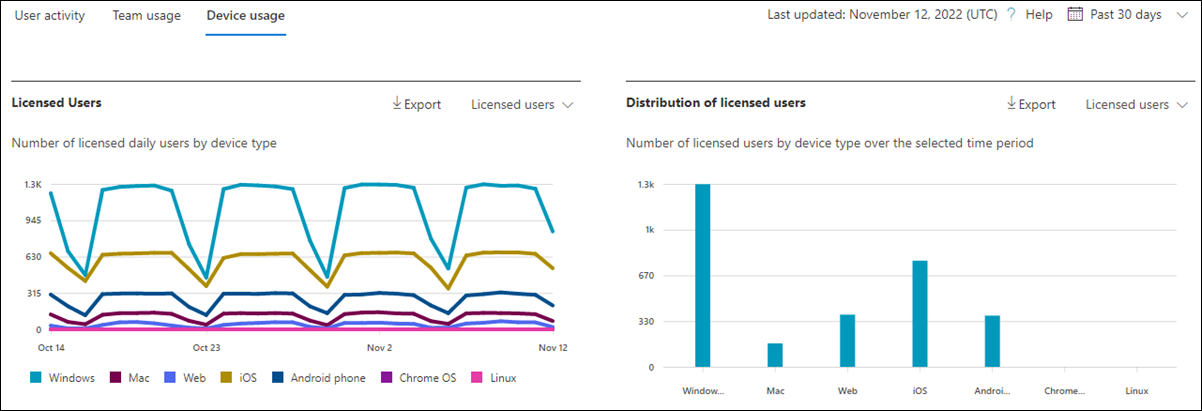 User activity Team usage Device usage Last updated: November 12, 2022 (UTC) ? Help Past 30 days
Licensed Users Export Licensed users
Number of licensed daily users by device type
1.3K
945
630
315
0
Oct 14 Oct 23 Nov 2 Nov 12
Windows Mac Web iOS Android phone Chrome OS Linux
Distribution of licensed users Export Licensed users
Number of licensed users by device type over the selected time period
1.3k
1k
670
330
0
Window... Mac Web iOS Androi... Chrome... Linux